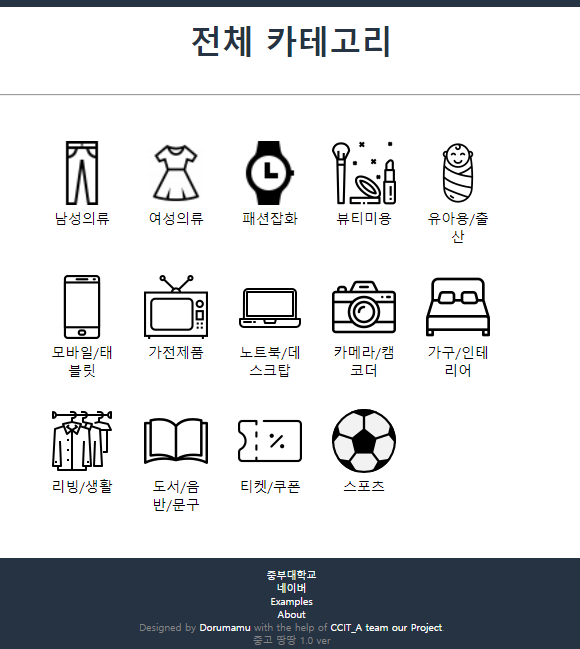 전체 카테고리
남성의류 여성의류 패션잡화 뷰티미용 유아용/출
산
모바일/태 가전제품 노트북/데 카메라/캠 가구/인테
블릿 스크탑 코더 리어
리빙/생활 도서/음 티켓/쿠폰 스포츠
반/문구
중부대학교
네이버
Examples
About
Designed by Dorumamu with the help of CCIT_A team our Project.
중고 땅땅 1.0 ver